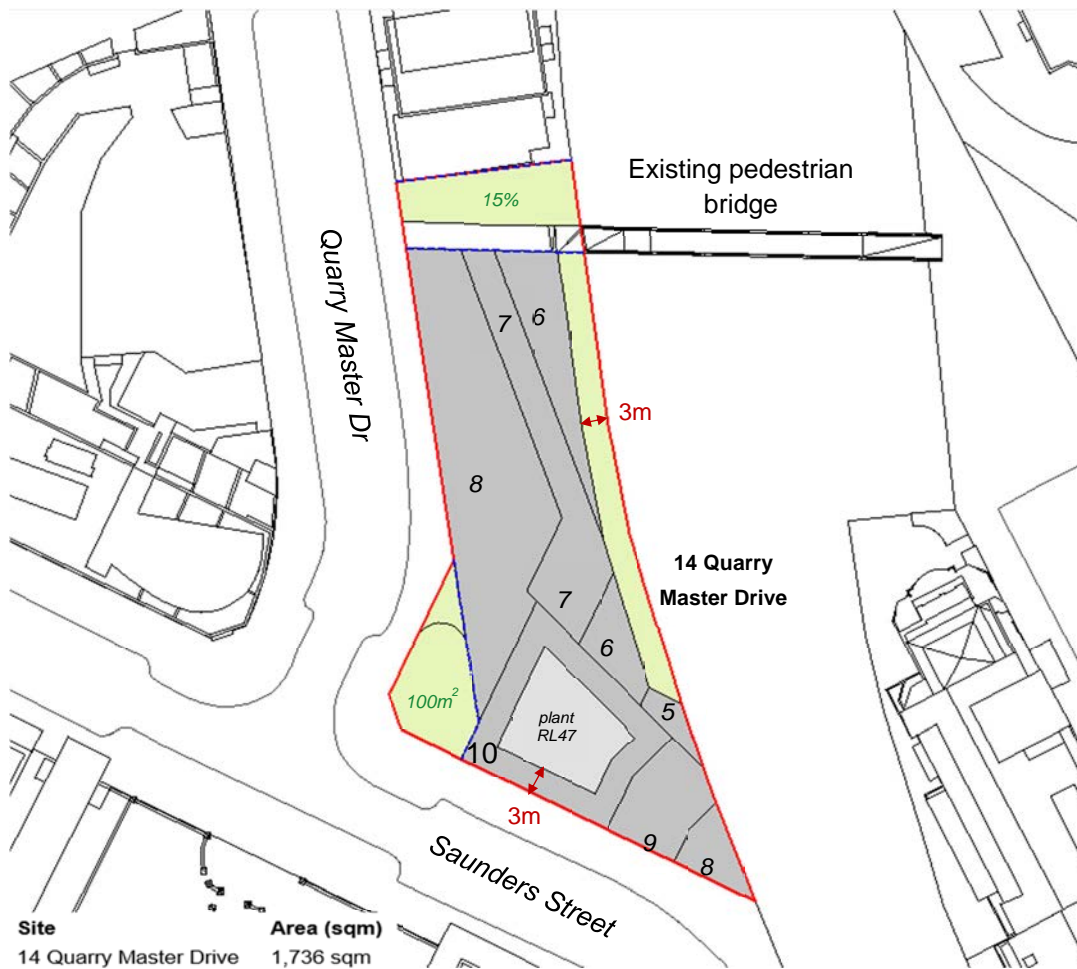 Existing pedestrian
bridge
15%
Quarry Master Dr
7
6
3m
8
14 Quarry
Master Drive
7
6
100m²
5
plant
RL47
10
3m
9
8
Saunders Street
Site Area (sqm)
14 Quarry Master Drive 1,736 sqm